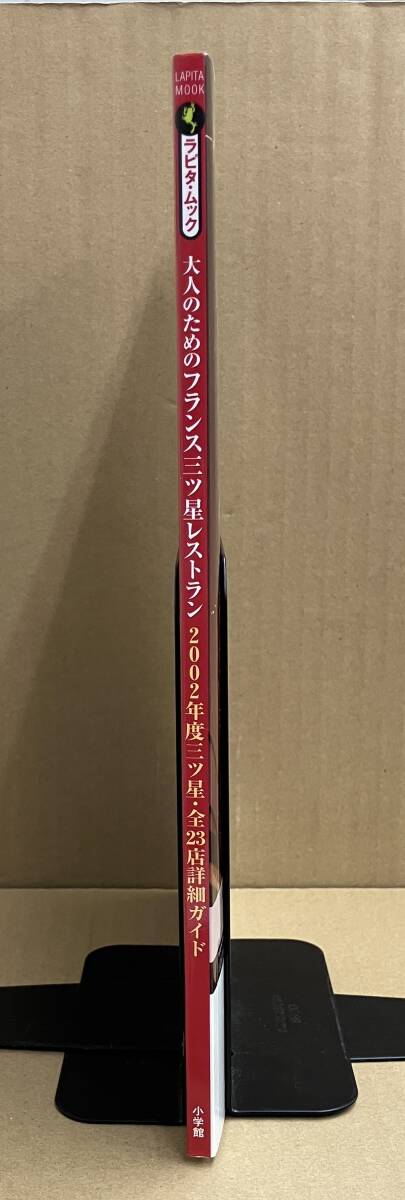 LAPITA
MOOK
ラピタ・ムック
大人のためのフランス三ツ星レストラン
2002年度三ツ星・全23店詳細ガイド
小学館